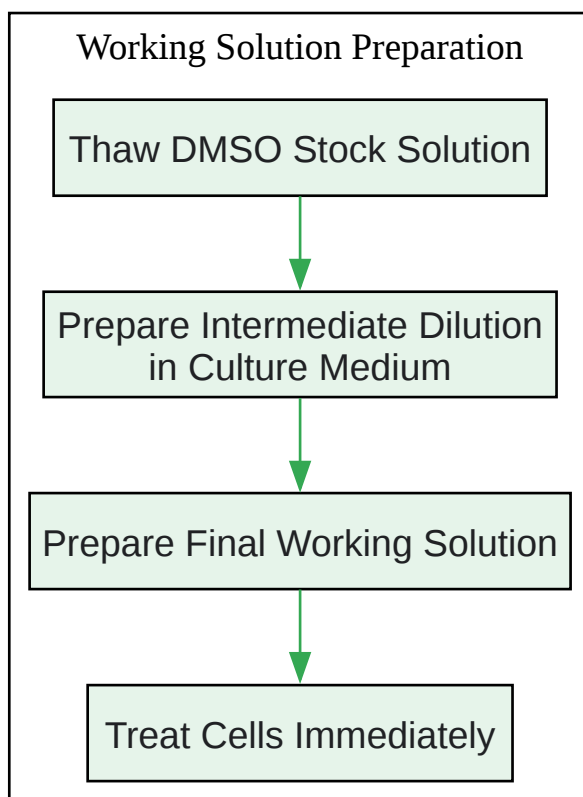 Working Solution Preparation
Thaw DMSO Stock Solution
Prepare Intermediate Dilution
in Culture Medium
Prepare Final Working Solution
Treat Cells Immediately